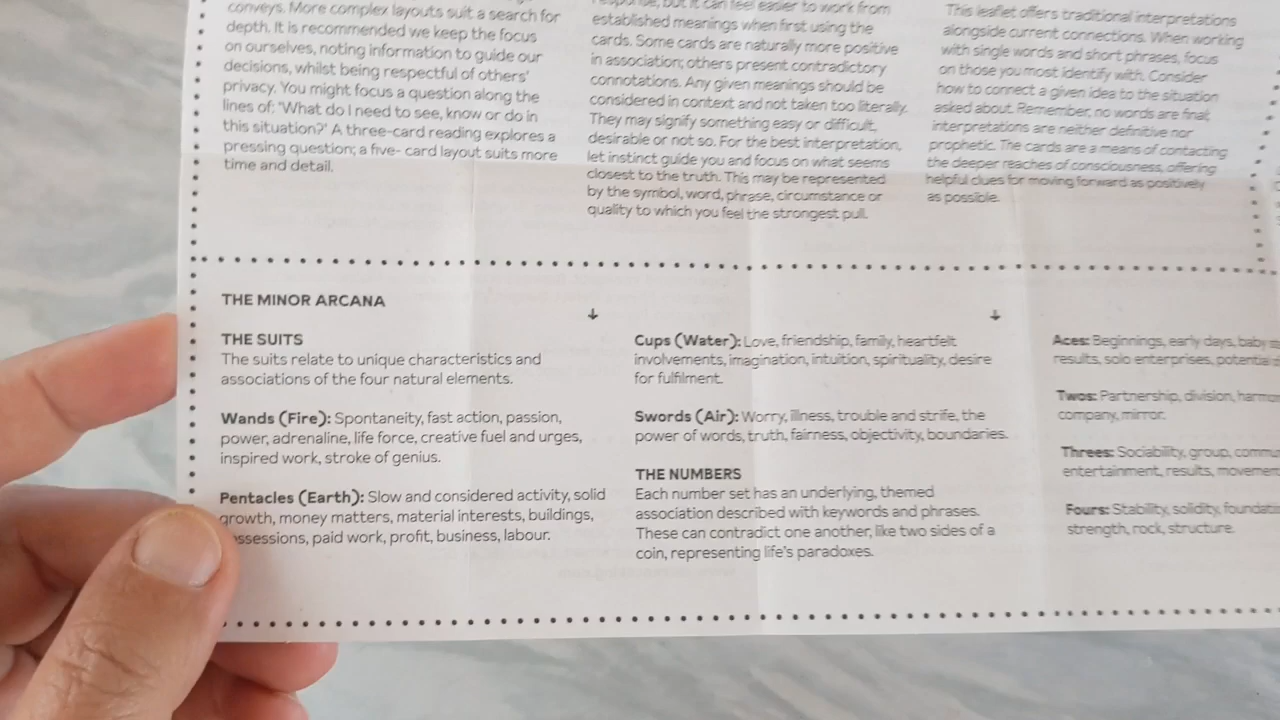 conveys. More complex layouts suit a search for
depth. It is recommended we keep the focus
on ourselves, noting information to guide our
decisions, whilst being respectful of others'
privacy. You might focus a question along the
lines of: 'What do I need to see, know or do in
this situation?' A three-card reading explores a
pressing question; a five- card layout suits more
time and detail.
response, but it can feel easier to work from
established meanings when first using the
cards. Some cards are naturally more positive
in association; others present contradictory
connotations. Any given meanings should be
considered in context and not taken too literally.
They may signify something easy or difficult,
desirable or not so. For the best interpretation,
let instinct guide you and focus on what seems
closest to the truth. This may be represented
by the symbol, word, phrase, circumstance or
quality to which you feel the strongest pull.
This leaflet offers traditional interpretations
alongside current connections. When working
with single words and short phrases, focus
on those you most identify with. Consider
how to connect a given idea to the situation
asked about. Remember, no words are final;
interpretations are neither definitive nor
prophetic. The cards are a means of contacting
the deeper reaches of consciousness, offering
helpful clues for moving forward as positively
as possible.
THE MINOR ARCANA
THE SUITS
The suits relate to unique characteristics and
associations of the four natural elements.
Wands (Fire): Spontaneity, fast action, passion,
power, adrenaline, life force, creative fuel and urges,
inspired work, stroke of genius.
Pentacles (Earth): Slow and considered activity, solid
growth, money matters, material interests, buildings,
ssessions, paid work, profit, business, labour.
Cups (Water): Love, friendship, family, heartfelt
involvements, imagination, intuition, spirituality, desire
for fulfilment.
Swords (Air): Worry, illness, trouble and strife, the
power of words, truth, fairness, objectivity, boundaries.
THE NUMBERS
Each number set has an underlying, themed
association described with keywords and phrases.
These can contradict one another, like two sides of a
coin, representing life's paradoxes.
Aces: Beginnings, early days, baby
results, solo enterprises, potential
Twos: Partnership, division,
company, mirror.
Threes: Sociability, group,
entertainment, results,
Fours: Stability, solidity,
strength, rock, structure.